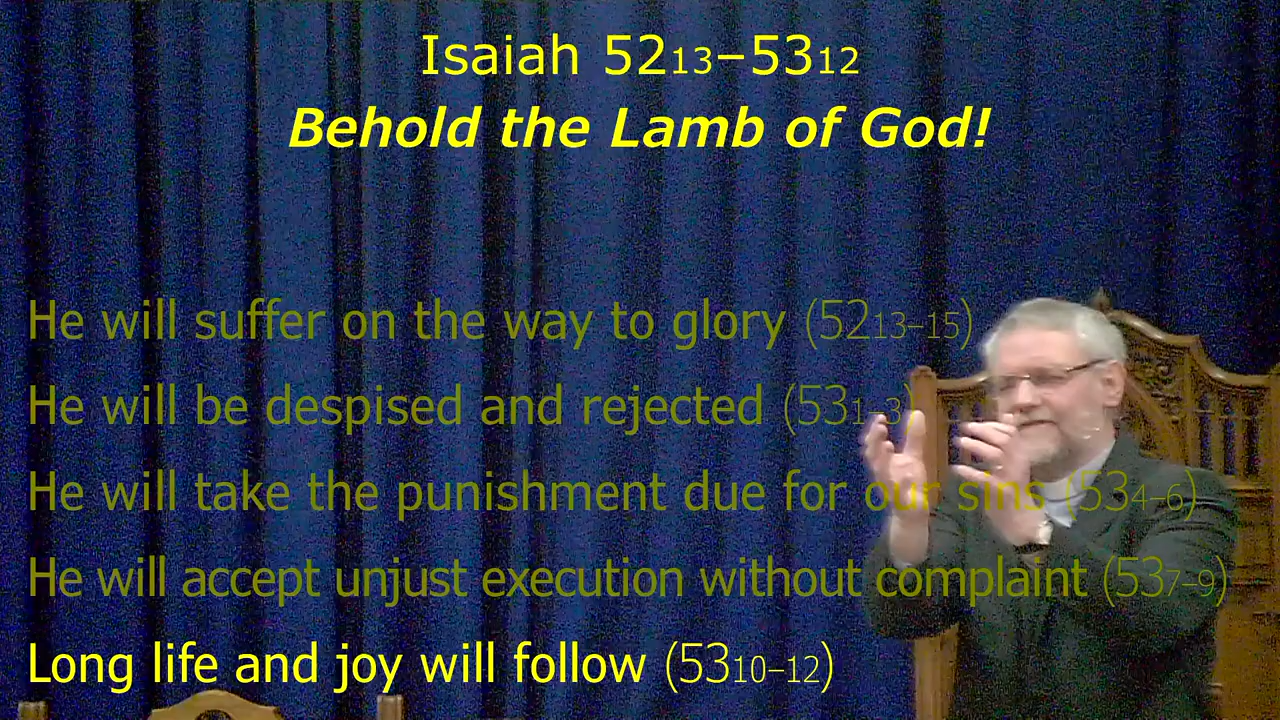 Isaiah 5213–5312
Behold the Lamb of God!
He will suffer on the way to glory (5213–15)
He will be despised and rejected (531–3)
He will take the punishment due for our sins (534–6)
He will accept unjust execution without complaint (537–9)
Long life and joy will follow (5310–12)